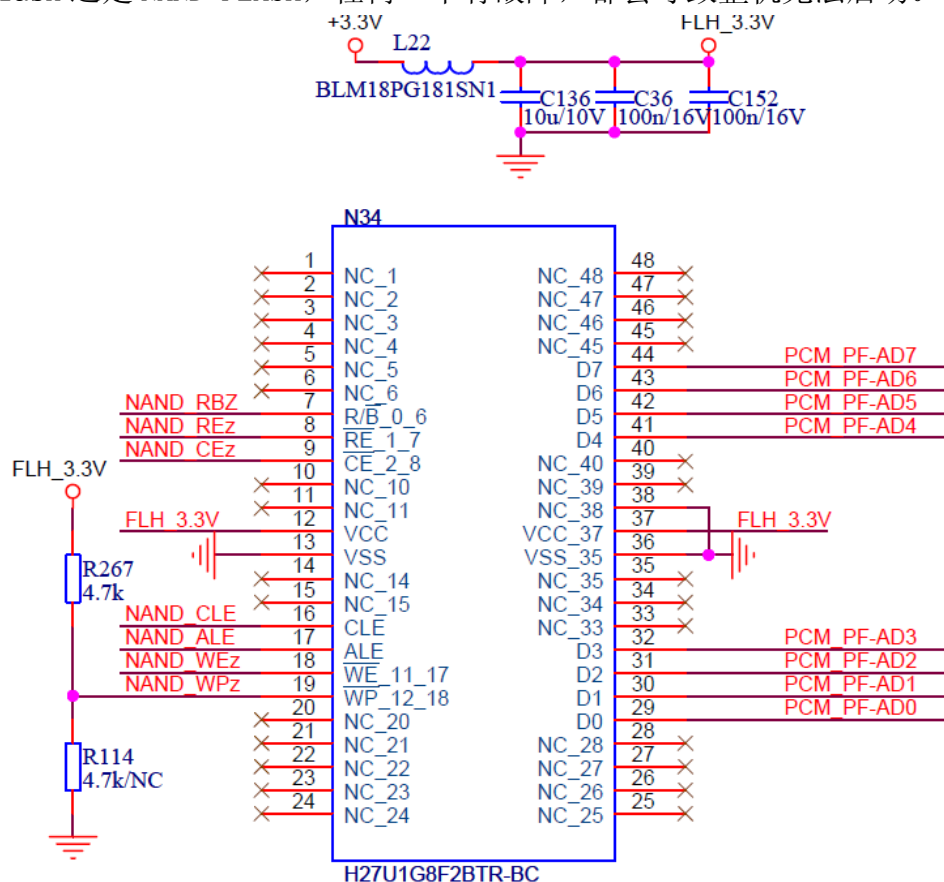 +3.3V
FLH_3.3V
L22
BLM18PG181SN1
C136
10u/10V
C36
100n/16V
C152
100n/16V
N34
1 NC_1 NC_48 48
2 NC_2 NC_47 47
3 NC_3 NC_46 46
4 NC_4 NC_45 45
5 NC_5 D7 44 PCM_PF-AD7
6 NC_6 D6 43 PCM_PF-AD6
NAND_RBZ 7 R/B_0_6 D5 42 PCM_PF-AD5
NAND_REz 8 RE_1_7 D4 41 PCM_PF-AD4
NAND_CEz 9 CE_2_8 NC_40 40
FLH_3.3V
10 NC_10 NC_39 39
11 NC_11 NC_38 38
FLH_3.3V 12 VCC VCC_37 37 FLH_3.3V
13 VSS VSS_35 36
14 NC_14 NC_35 35
R267
4.7k
15 NC_15 NC_34 34
NAND_CLE 16 CLE NC_33 33
NAND_ALE 17 ALE D3 32 PCM_PF-AD3
NAND_WEz 18 WE_11_17 D2 31 PCM_PF-AD2
NAND_WPz 19 WP_12_18 D1 30 PCM_PF-AD1
20 NC_20 D0 29 PCM_PF-AD0
21 NC_21 NC_28 28
R114
4.7k/NC
22 NC_22 NC_27 27
23 NC_23 NC_26 26
24 NC_24 NC_25 25
H27U1G8F2BTR-BC